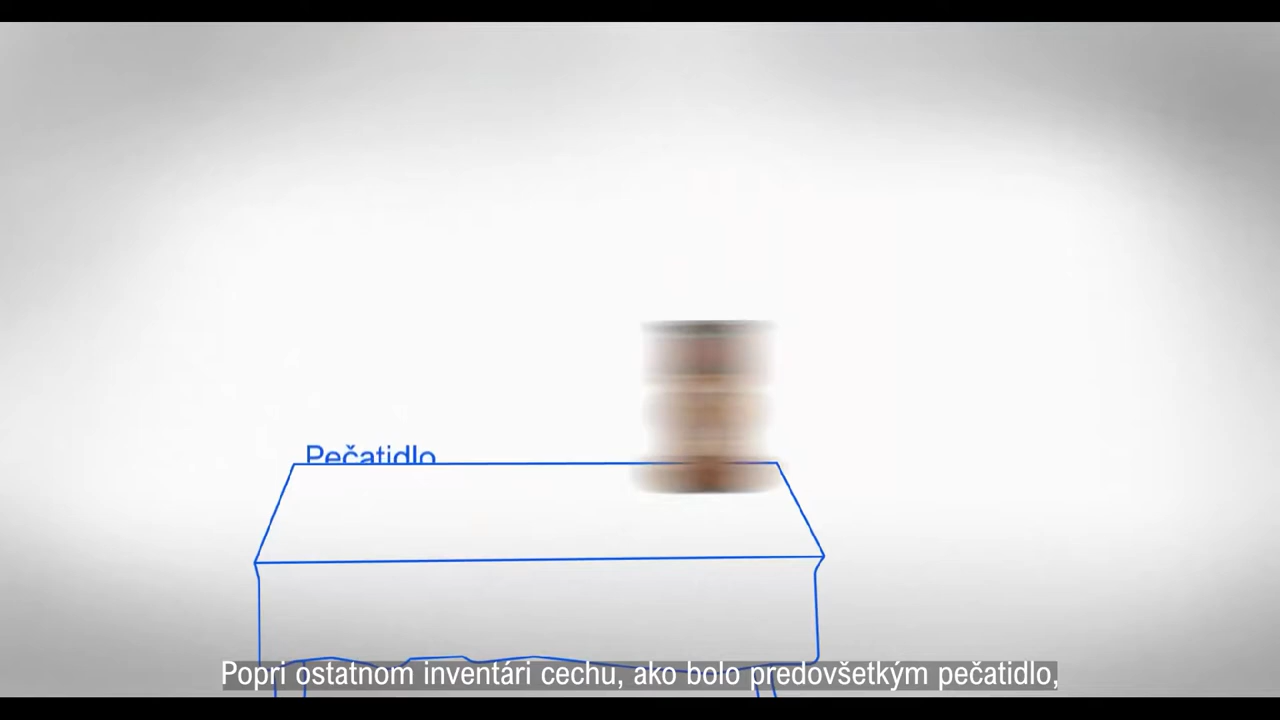 Pečatidlo
Popri ostatnom inventári cechu, ako bolo predovšetkým pečatidlo,